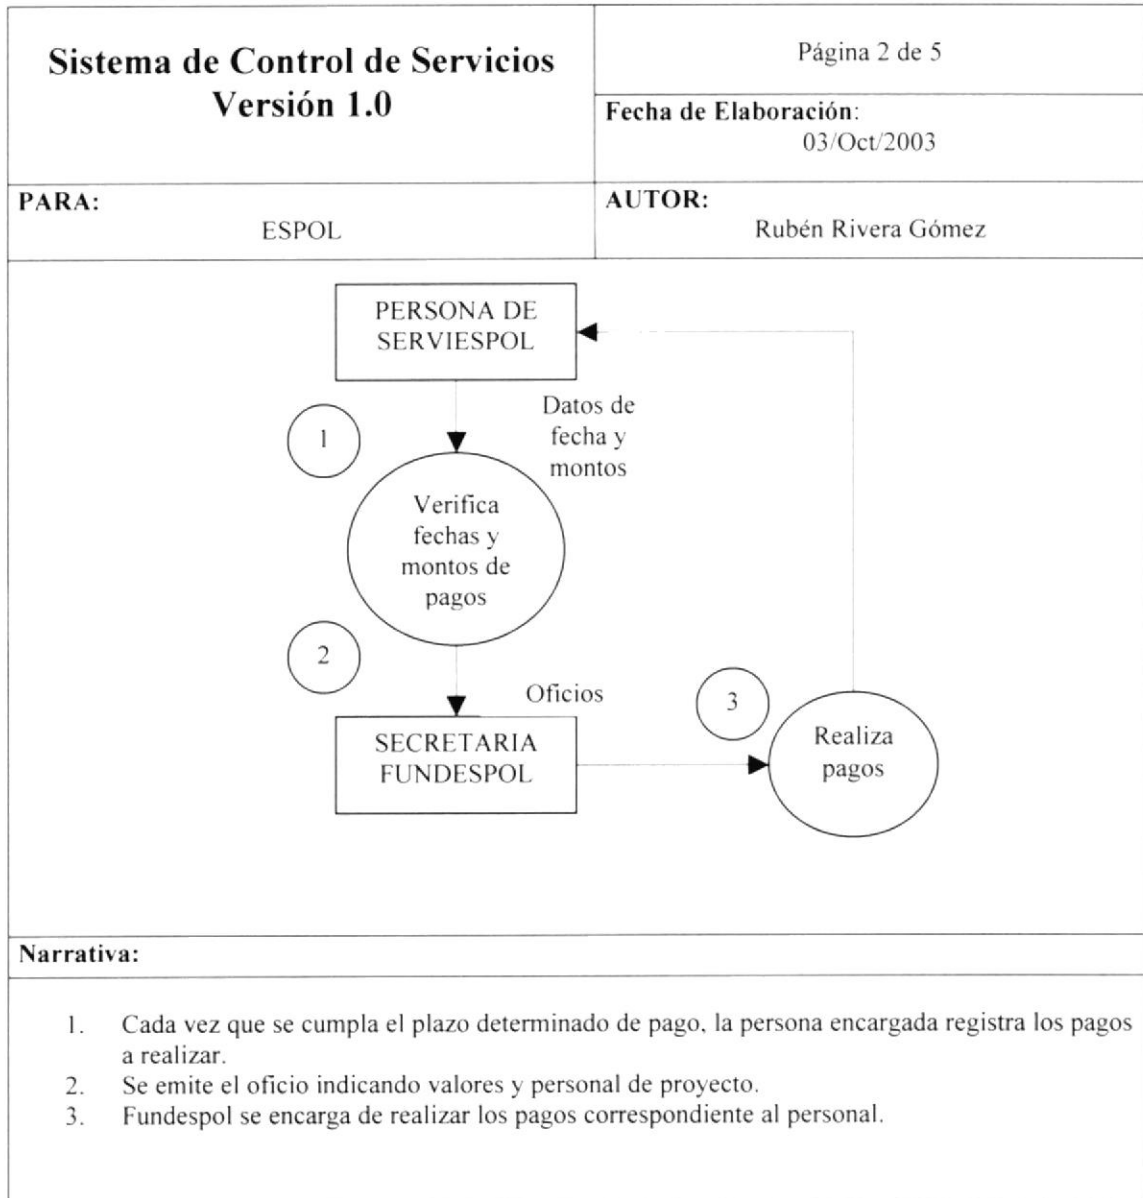 Sistema de Control de Servicios
Versión 1.0
Página 2 de 5
Fecha de Elaboración:
03/Oct/2003
PARA:
ESPOL
AUTOR:
Rubén Rivera Gómez
PERSONA DE
SERVIESPOL
1
Datos de
fecha y
montos
Verifica
fechas y
montos de
pagos
2
Oficios
SECRETARIA
FUNDESPOL
3
Realiza
pagos
Narrativa:
1. Cada vez que se cumpla el plazo determinado de pago, la persona encargada registra los pagos
a realizar.
2. Se emite el oficio indicando valores y personal de proyecto.
3. Fundespol se encarga de realizar los pagos correspondiente al personal.